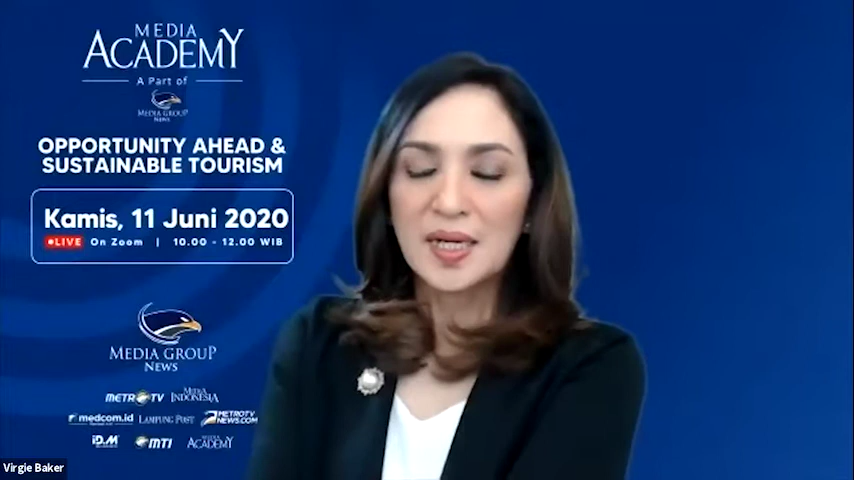 MEDIA
ACADEMY
A Part of
MEDIA GROUP
NEWS
OPPORTUNITY AHEAD &
SUSTAINABLE TOURISM
Kamis, 11 Juni 2020
LIVE On Zoom | 10.00 - 12.00 WIB
MEDIA GROUP
NEWS
METRO TV MEDIA INDONESIA
medcom.id LAMPUNG POST METROTVNEWS.COM
IDM MTI MEDIA ACADEMY
Virgie Baker